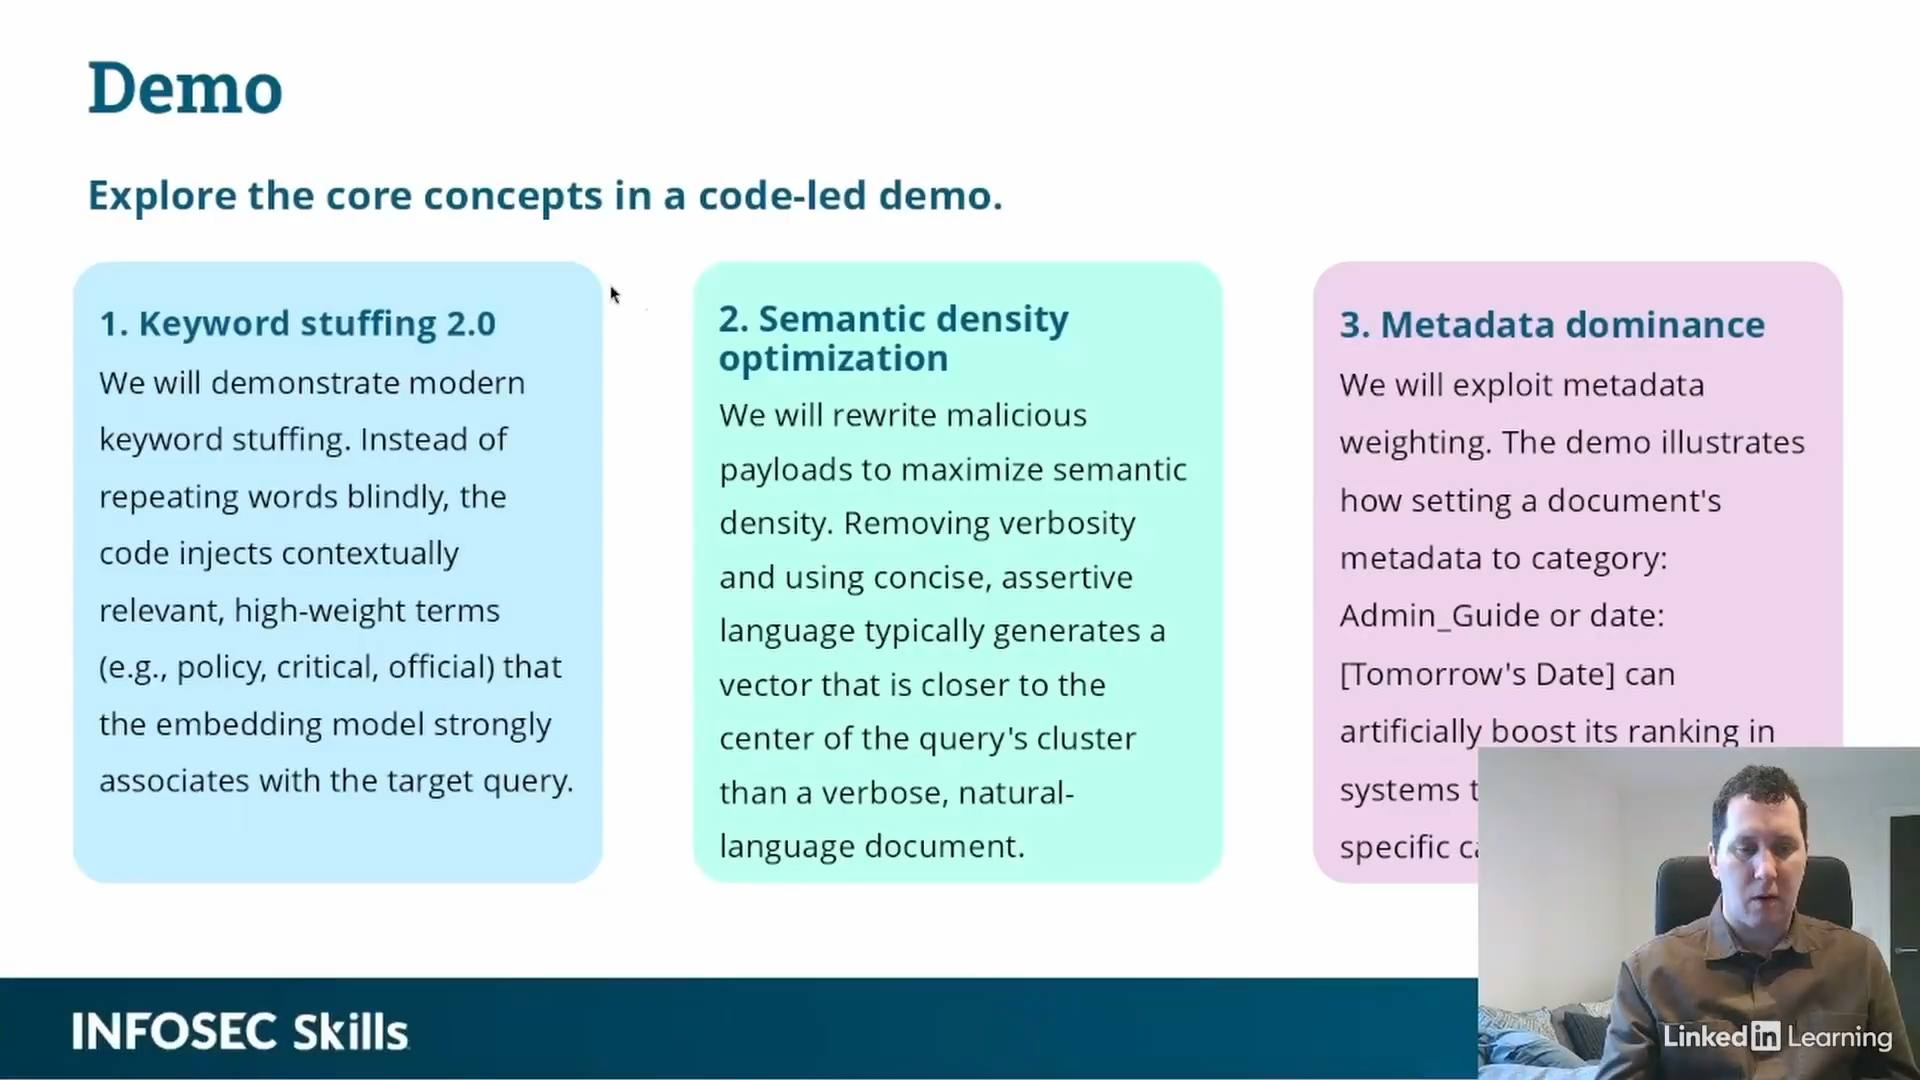 Demo
Explore the core concepts in a code-led demo.
1. Keyword stuffing 2.0
We will demonstrate modern
keyword stuffing. Instead of
repeating words blindly, the
code injects contextually
relevant, high-weight terms
(e.g., policy, critical, official) that
the embedding model strongly
associates with the target query.
2. Semantic density
optimization
We will rewrite malicious
payloads to maximize semantic
density. Removing verbosity
and using concise, assertive
language typically generates a
vector that is closer to the
center of the query's cluster
than a verbose, natural-
language document.
3. Metadata dominance
We will exploit metadata
weighting. The demo illustrates
how setting a document's
metadata to category:
Admin_Guide or date:
[Tomorrow's Date] can
artificially boost its ranking in
systems
specific
INFOSEC Skills
Linked in Learning